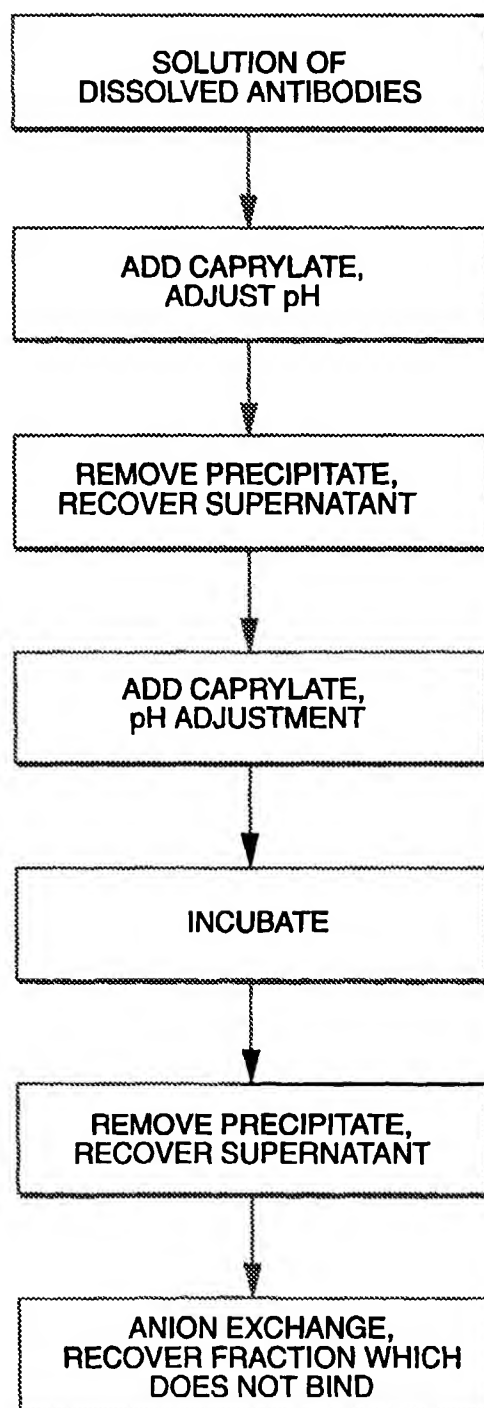 SOLUTION OF
DISSOLVED ANTIBODIES
ADD CAPRYLATE,
ADJUST pH
REMOVE PRECIPITATE,
RECOVER SUPERNATANT
ADD CAPRYLATE,
pH ADJUSTMENT
INCUBATE
REMOVE PRECIPITATE,
RECOVER SUPERNATANT
ANION EXCHANGE,
RECOVER FRACTION WHICH
DOES NOT BIND